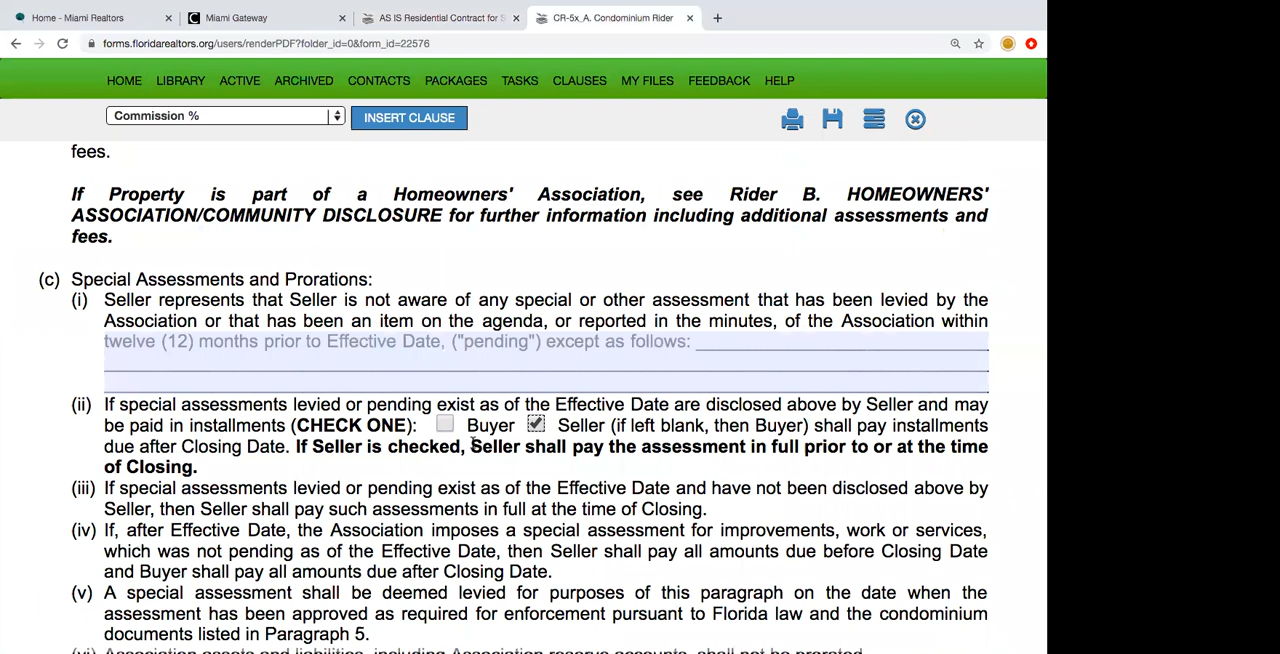 Home - Miami Realtors
Miami Gateway
AS IS Residential Contract for S
CR-5x_A. Condominium Rider
forms.floridarealtors.org/users/renderPDF?folder_id=0&form_id=22576
HOME LIBRARY ACTIVE ARCHIVED CONTACTS PACKAGES TASKS CLAUSES MY FILES FEEDBACK HELP
Commission %
INSERT CLAUSE
fees.
If Property is part of a Homeowners' Association, see Rider B. HOMEOWNERS'
ASSOCIATION/COMMUNITY DISCLOSURE for further information including additional assessments and
fees.
(c) Special Assessments and Prorations:
(i) Seller represents that Seller is not aware of any special or other assessment that has been levied by the
Association or that has been an item on the agenda, or reported in the minutes, of the Association within
twelve (12) months prior to Effective Date, ("pending") except as follows:
(ii) If special assessments levied or pending exist as of the Effective Date are disclosed above by Seller and may
be paid in installments (CHECK ONE): Buyer Seller (if left blank, then Buyer) shall pay installments
due after Closing Date. If Seller is checked, Seller shall pay the assessment in full prior to or at the time
of Closing.
(iii) If special assessments levied or pending exist as of the Effective Date and have not been disclosed above by
Seller, then Seller shall pay such assessments in full at the time of Closing.
(iv) If, after Effective Date, the Association imposes a special assessment for improvements, work or services,
which was not pending as of the Effective Date, then Seller shall pay all amounts due before Closing Date
and Buyer shall pay all amounts due after Closing Date.
(v) A special assessment shall be deemed levied for purposes of this paragraph on the date when the
assessment has been approved as required for enforcement pursuant to Florida law and the condominium
documents listed in Paragraph 5.
(vi) Association assets and liabilities, including Association reserve accounts, shall not be prorated.